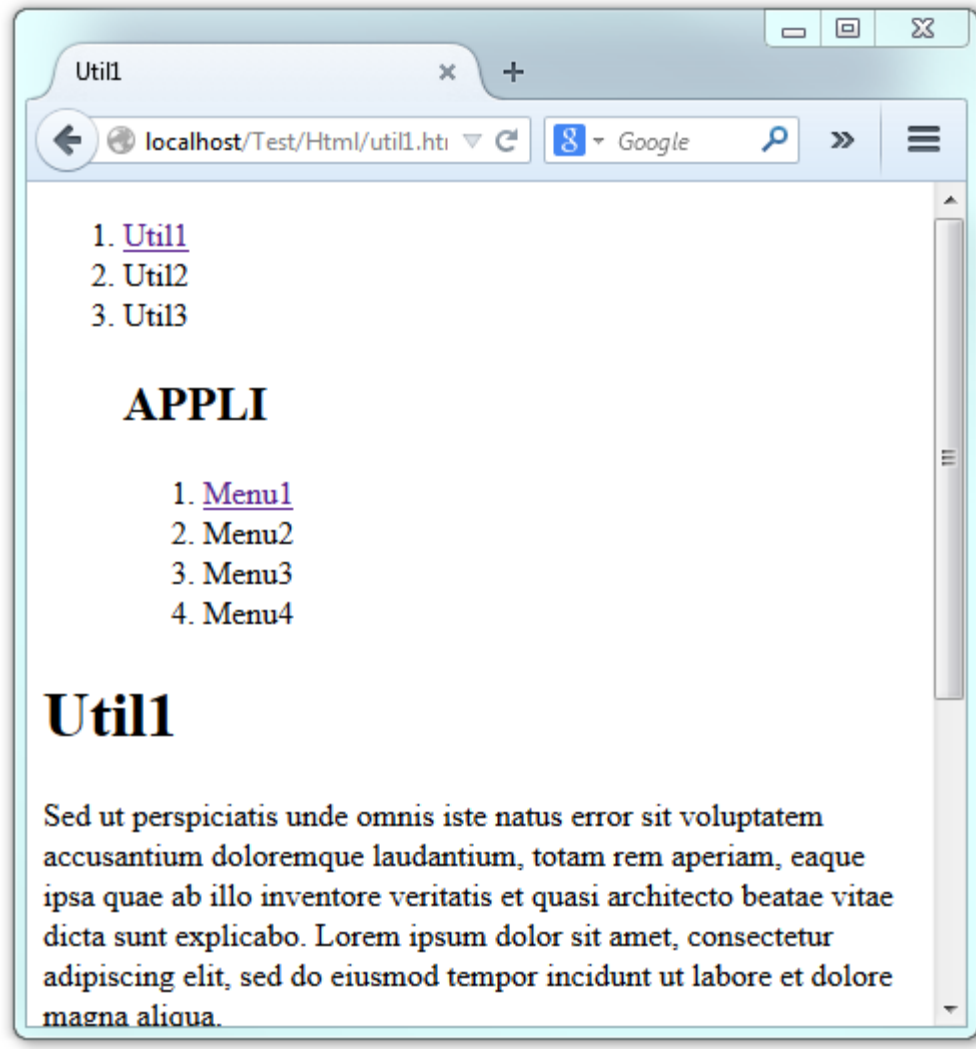 Util1
localhost/Test/Html/util1.ht
8 Google
1. Util1
2. Util2
3. Util3
APPLI
1. Menu1
2. Menu2
3. Menu3
4. Menu4
Util1
Sed ut perspiciatis unde omnis iste natus error sit voluptatem
accusantium doloremque laudantium, totam rem aperiam, eaque
ipsa quae ab illo inventore veritatis et quasi architecto beatae vitae
dicta sunt explicabo. Lorem ipsum dolor sit amet, consectetur
adipiscing elit, sed do eiusmod tempor incidunt ut labore et dolore
magna aliqua.